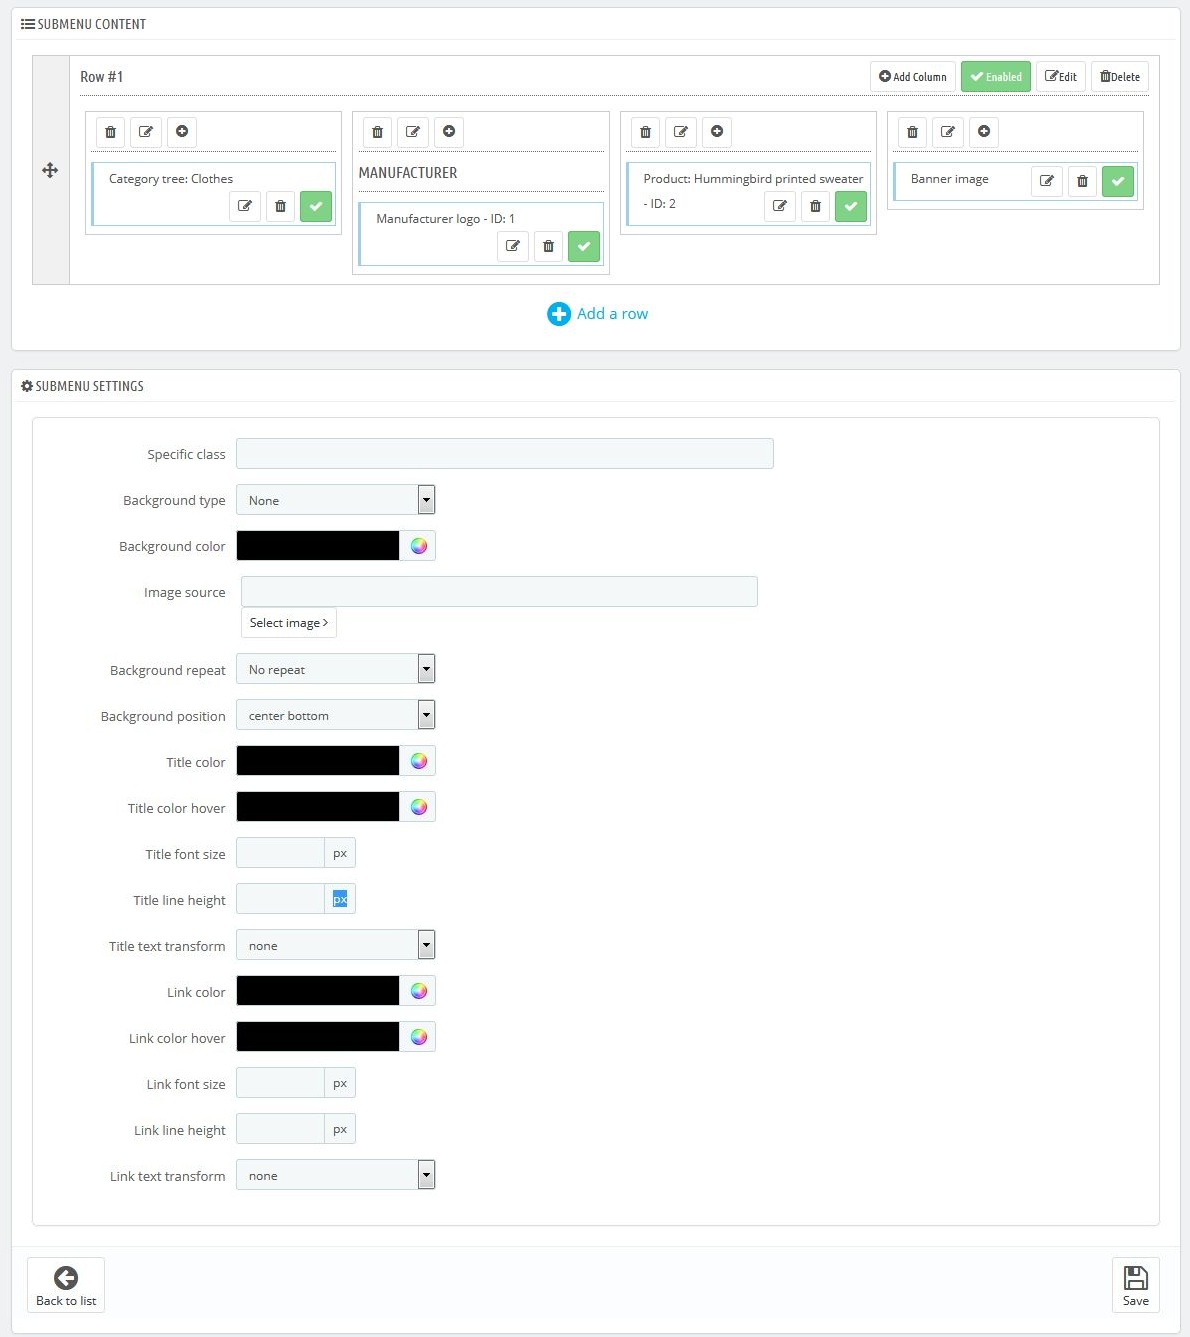 SUBMENU CONTENT
Row #1
Add Column
Enabled
Edit
Delete
Category tree: Clothes
MANUFACTURER
Manufacturer logo - ID: 1
Product: Hummingbird printed sweater
- ID: 2
Banner image
Add a row
SUBMENU SETTINGS
Specific class
Background type None
Background color
Image source
Select image >
Background repeat No repeat
Background position center bottom
Title color
Title color hover
Title font size px
Title line height px
Title text transform none
Link color
Link color hover
Link font size px
Link line height px
Link text transform none
Back to list
Save